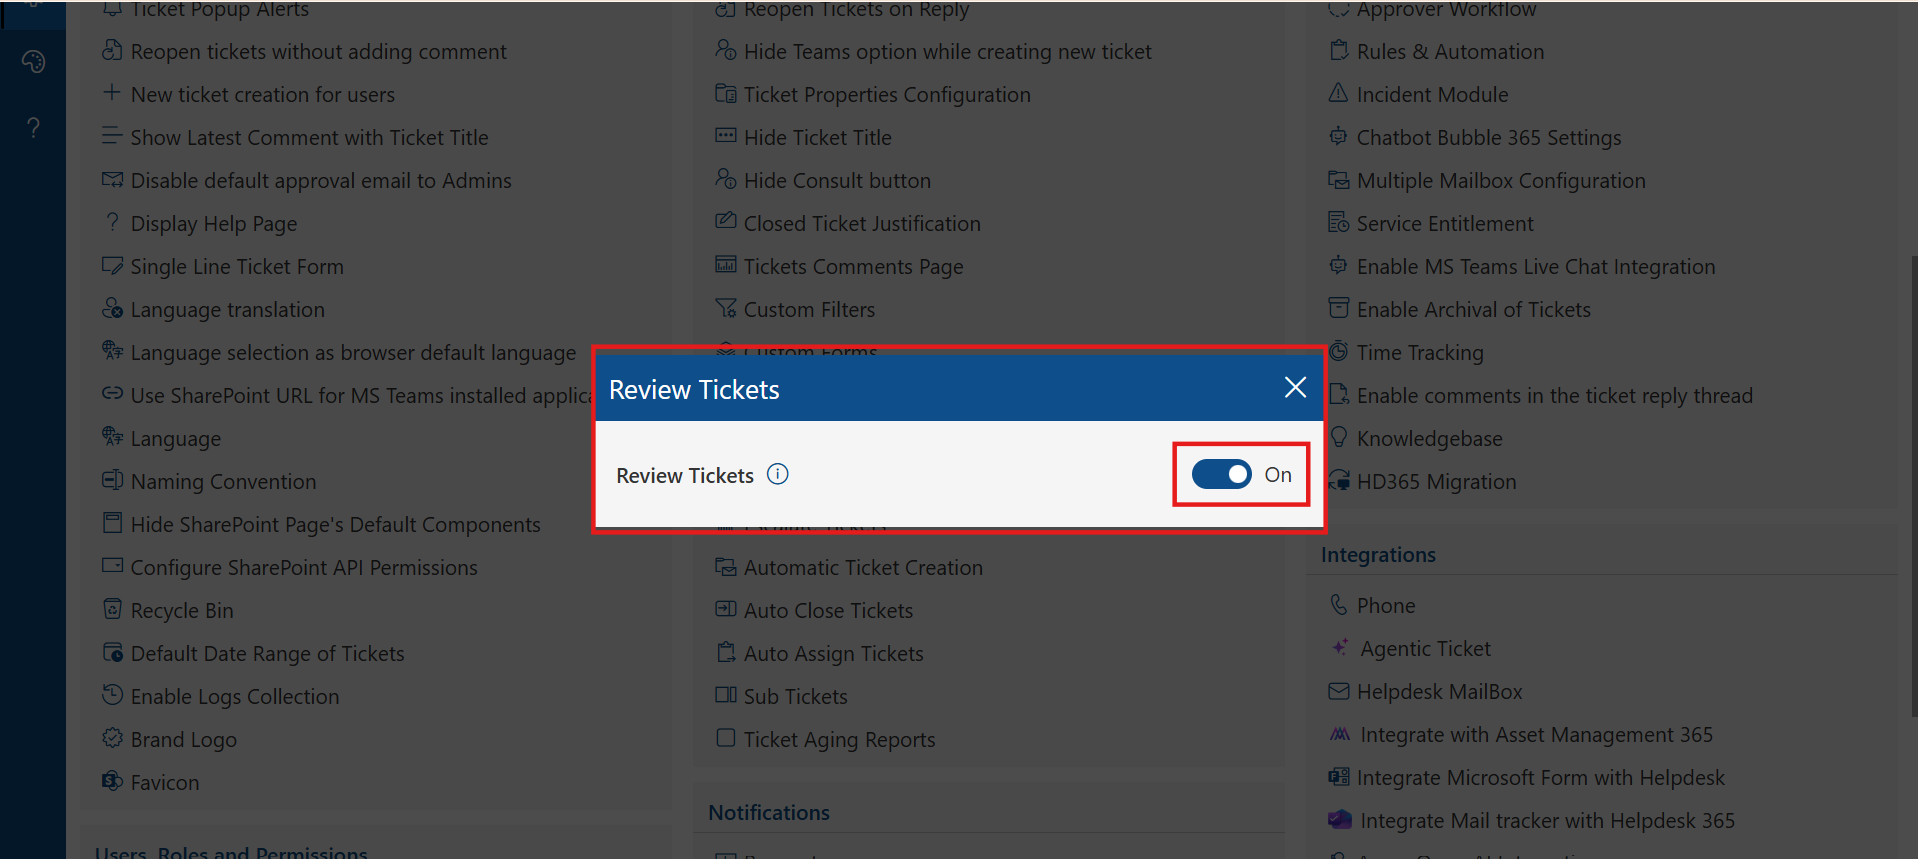 Ticket Popup Alerts
Reopen tickets without adding comment
New ticket creation for users
Show Latest Comment with Ticket Title
Disable default approval email to Admins
Display Help Page
Single Line Ticket Form
Language translation
Language selection as browser default language
Use SharePoint URL for MS Teams installed applica
Language
Naming Convention
Hide SharePoint Page's Default Components
Configure SharePoint API Permissions
Recycle Bin
Default Date Range of Tickets
Enable Logs Collection
Brand Logo
Favicon
Users, Roles and Permissions
Reopen Tickets on Reply
Hide Teams option while creating new ticket
Ticket Properties Configuration
Hide Ticket Title
Hide Consult button
Closed Ticket Justification
Tickets Comments Page
Custom Filters
Custom Forms
Review Tickets
Review Tickets
On
Automatic Ticket Creation
Auto Close Tickets
Auto Assign Tickets
Sub Tickets
Ticket Aging Reports
Notifications
Approver Workflow
Rules & Automation
Incident Module
Chatbot Bubble 365 Settings
Multiple Mailbox Configuration
Service Entitlement
Enable MS Teams Live Chat Integration
Enable Archival of Tickets
Time Tracking
Enable comments in the ticket reply thread
Knowledgebase
HD365 Migration
Integrations
Phone
Agentic Ticket
Helpdesk MailBox
Integrate with Asset Management 365
Integrate Microsoft Form with Helpdesk
Integrate Mail tracker with Helpdesk 365